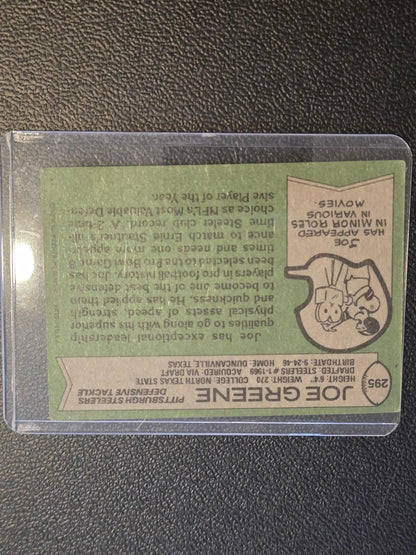 295
JOE GREENE
PITTSBURGH STEELERS
DEFENSIVE TACKLE
HEIGHT: 6'4" WEIGHT: 270 COLLEGE: NORTH TEXAS STATE
DRAFTED: STEELERS #1-1969 ACQUIRED: VIA DRAFT
BIRTHDATE: 9-24-46 HOME: DUNCANVILLE, TEXAS
Joe has exceptional leadership
qualities to go along with his superior
physical assets of speed, strength
and quickness. He has applied them
to become one of the best defensive
players in pro football history. Joe has
been selected to the Pro Bowl Game 8
times and needs one more appear-
ance to match Ernie Stautner's all-
time Steeler club record. A 2-time
choice as NFL's Most Valuable Defen-
sive Player of the Year.
JOE
HAS APPEARED
IN MINOR ROLES
IN VARIOUS
MOVIES.